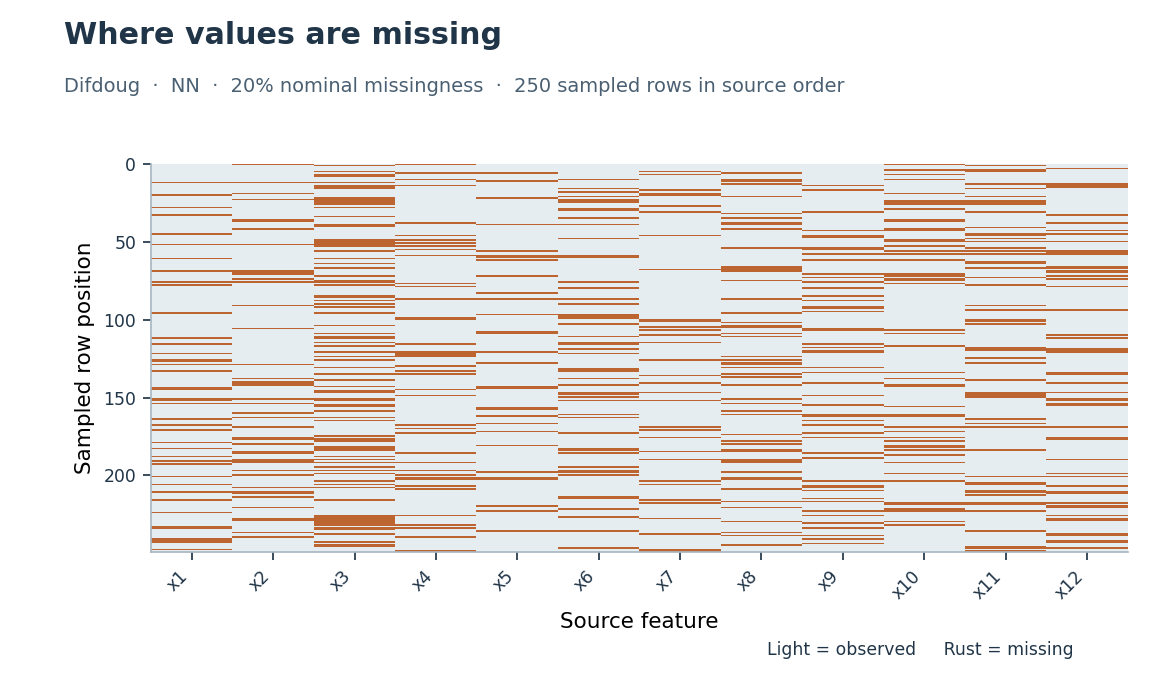 Where values are missing
Difdoug · NN · 20% nominal missingness · 250 sampled rows in source order
0
50
100
150
200
Sampled row position
x1 x2 x3 x4 x5 x6 x7 x8 x9 x10 x11 x12
Source feature
Light = observed Rust = missing